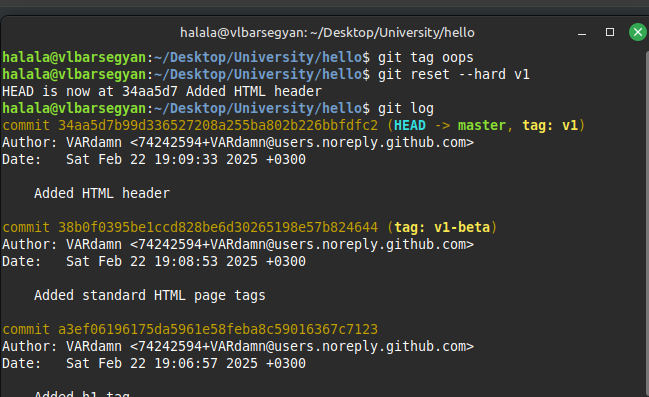 halala@vlbarsegyan: ~/Desktop/University/hello
halala@vlbarsegyan:~/Desktop/University/hello$ git tag oops
halala@vlbarsegyan:~/Desktop/University/hello$ git reset --hard v1
HEAD is now at 34aa5d7 Added HTML header
halala@vlbarsegyan:~/Desktop/University/hello$ git log
commit 34aa5d7b99d336527208a255ba802b226bbfdfc2 (HEAD -> master, tag: v1)
Author: VARdamn <74242594+VARdamn@users.noreply.github.com>
Date:   Sat Feb 22 19:09:33 2025 +0300
Added HTML header
commit 38b0f0395be1ccd828be6d30265198e57b824644 (tag: v1-beta)
Author: VARdamn <74242594+VARdamn@users.noreply.github.com>
Date:   Sat Feb 22 19:08:53 2025 +0300
Added standard HTML page tags
commit a3ef06196175da5961e58feba8c59016367c7123
Author: VARdamn <74242594+VARdamn@users.noreply.github.com>
Date:   Sat Feb 22 19:06:57 2025 +0300
Added h1 tag